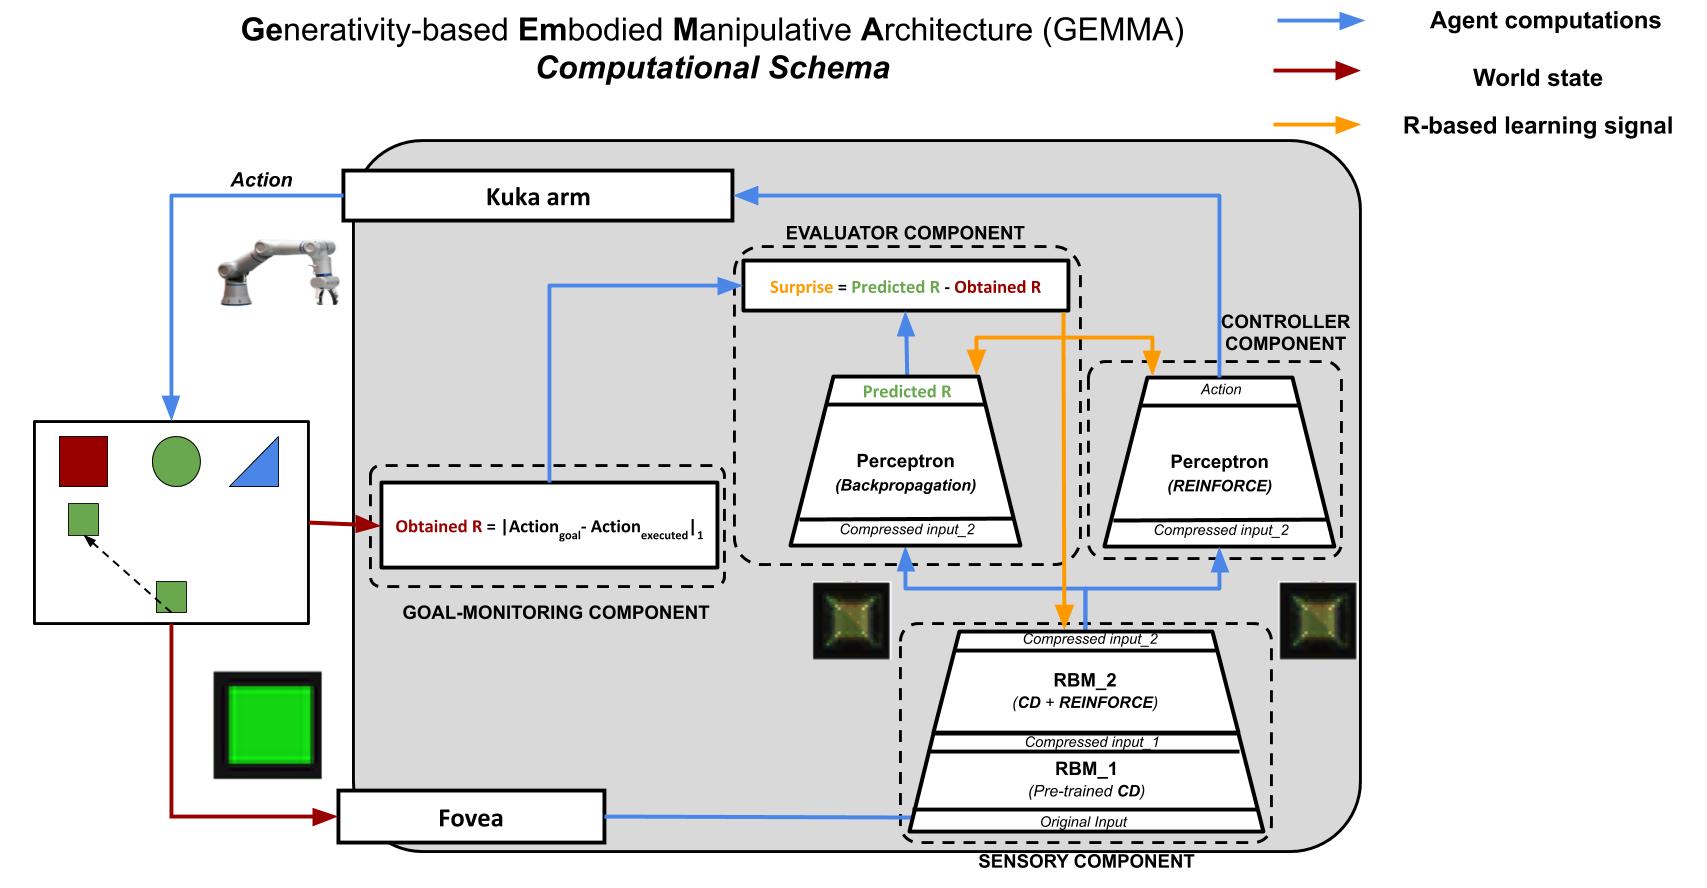 Generativity-based Embodied Manipulative Architecture (GEMMA)
Computational Schema
Agent computations
World state
R-based learning signal
Action
Kuka arm
EVALUATOR COMPONENT
Surprise = Predicted R - Obtained R
CONTROLLER
COMPONENT
Predicted R
Perceptron
(Backpropagation)
Compressed input_2
Action
Perceptron
(REINFORCE)
Compressed input_2
Obtained R = |Action goal - Action executed| 1
GOAL-MONITORING COMPONENT
Compressed input_2
RBM_2
(CD + REINFORCE)
Compressed input_1
RBM_1
(Pre-trained CD)
Original Input
Fovea
SENSORY COMPONENT